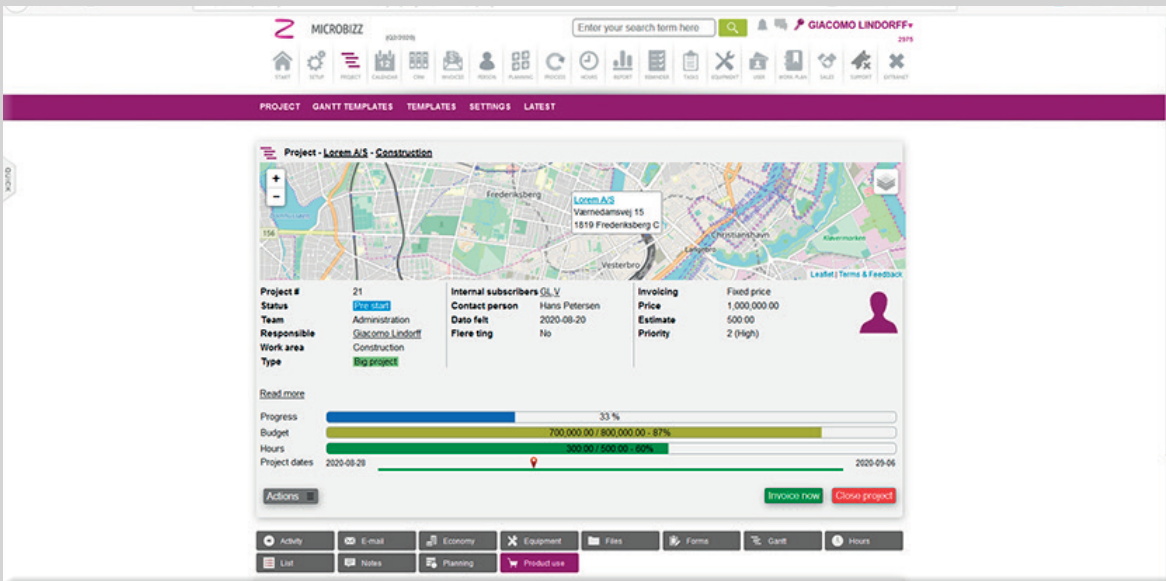 MICROBIZZ
(Q2/2020)
Enter your search term here
GIACOMO LINDORFF
2975
START SETUP PROJECT CALENDAR CRM INVOICES PERSON PLANNING PROCESS HOURS REPORT REMINDER TASKS EQUIPMENT USER WORK PLAN SALES SUPPORT EXTRANET
PROJECT GANTT TEMPLATES TEMPLATES SETTINGS LATEST
QUICK
Project - Lorem A/S - Construction
+
−
Frederiksberg
Lorem A/S
Værnedamsvej 15
1819 Frederiksberg C
156
Christianshavn
Kløvermarken
Langebro
Vesterbro
Leaflet | Terms & Feedback
Project # 21 Internal subscribers GL,V Invoicing Fixed price
Status Pre start Contact person Hans Petersen Price 1,000,000.00
Team Administration Dato felt 2020-08-20 Estimate 500.00
Responsible Giacomo Lindorff Flere ting No Priority 2 (High)
Work area Construction
Type Big project
Read more
Progress 33 %
Budget 700,000.00 / 800,000.00 - 87%
Hours 300.00 / 500.00 - 60%
Project dates 2020-08-28 2020-09-06
Actions Invoice now Close project
Activity E-mail Economy Equipment Files Forms Gantt Hours
List Notes Planning Product use